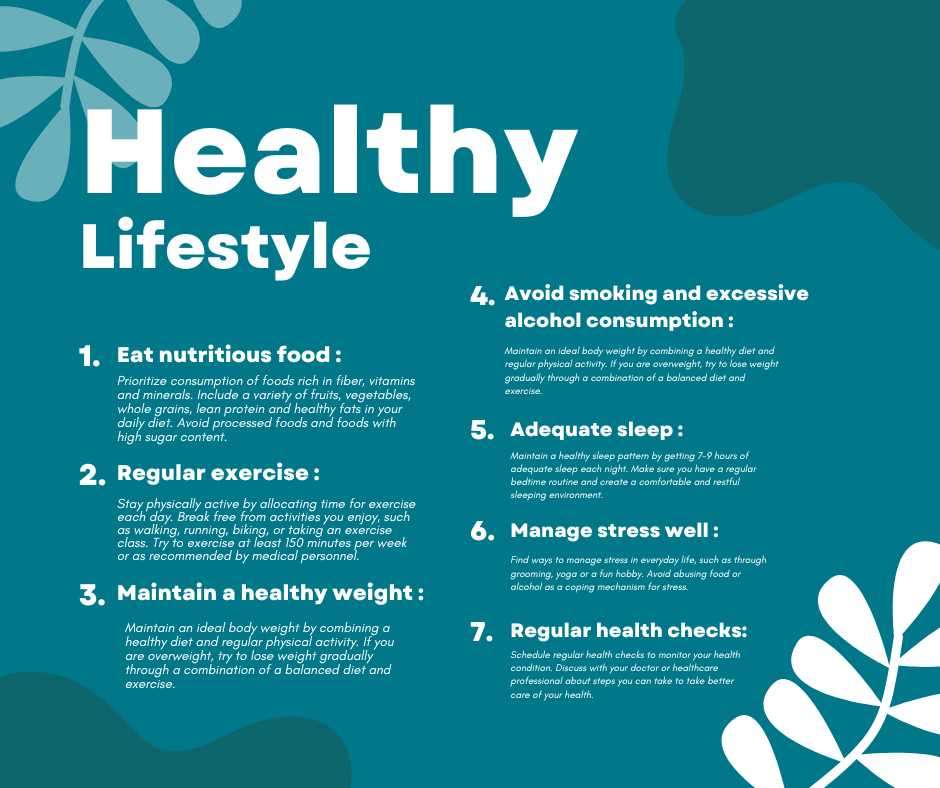 Healthy
Lifestyle
1. Eat nutritious food :
Prioritize consumption of foods rich in fiber, vitamins
and minerals. Include a variety of fruits, vegetables,
whole grains, lean protein and healthy fats in your
daily diet. Avoid processed foods and foods with
high sugar content.
2. Regular exercise :
Stay physically active by allocating time for exercise
each day. Break free from activities you enjoy, such
as walking, running, biking, or taking an exercise
class. Try to exercise at least 150 minutes per week
or as recommended by medical personnel.
3. Maintain a healthy weight :
Maintain an ideal body weight by combining a
healthy diet and regular physical activity. If you
are overweight, try to lose weight gradually
through a combination of a balanced diet and
exercise.
4. Avoid smoking and excessive
alcohol consumption :
Maintain an ideal body weight by combining a healthy diet and
regular physical activity. If you are overweight, try to lose weight
gradually through a combination of a balanced diet and
exercise.
5. Adequate sleep :
Maintain a healthy sleep pattern by getting 7-9 hours of
adequate sleep each night. Make sure you have a regular
bedtime routine and create a comfortable and restful
sleeping environment.
6. Manage stress well :
Find ways to manage stress in everyday life, such as through
grooming, yoga or a fun hobby. Avoid abusing food or
alcohol as a coping mechanism for stress.
7. Regular health checks:
Schedule regular health checks to monitor your health
condition. Discuss with your doctor or healthcare
professional about steps you can take to take better
care of your health.